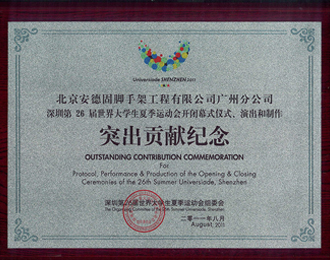 Universiade SHENZHEN 2011
北京安德固脚手架工程有限公司广州分公司
深圳第 26 届世界大学生夏季运动会开闭幕式仪式、演出和制作
突出贡献纪念
OUTSTANDING CONTRIBUTION COMMEMORATION
For
Protocol, Performance & Production of the Opening & Closing
Ceremonies of the 26th Summer Universiade, Shenzhen
深圳第26届世界大学生夏季运动会组委会
The Organising Committee of the 26th Summer Universiade, Shenzhen
二零一一年八月
August, 2011